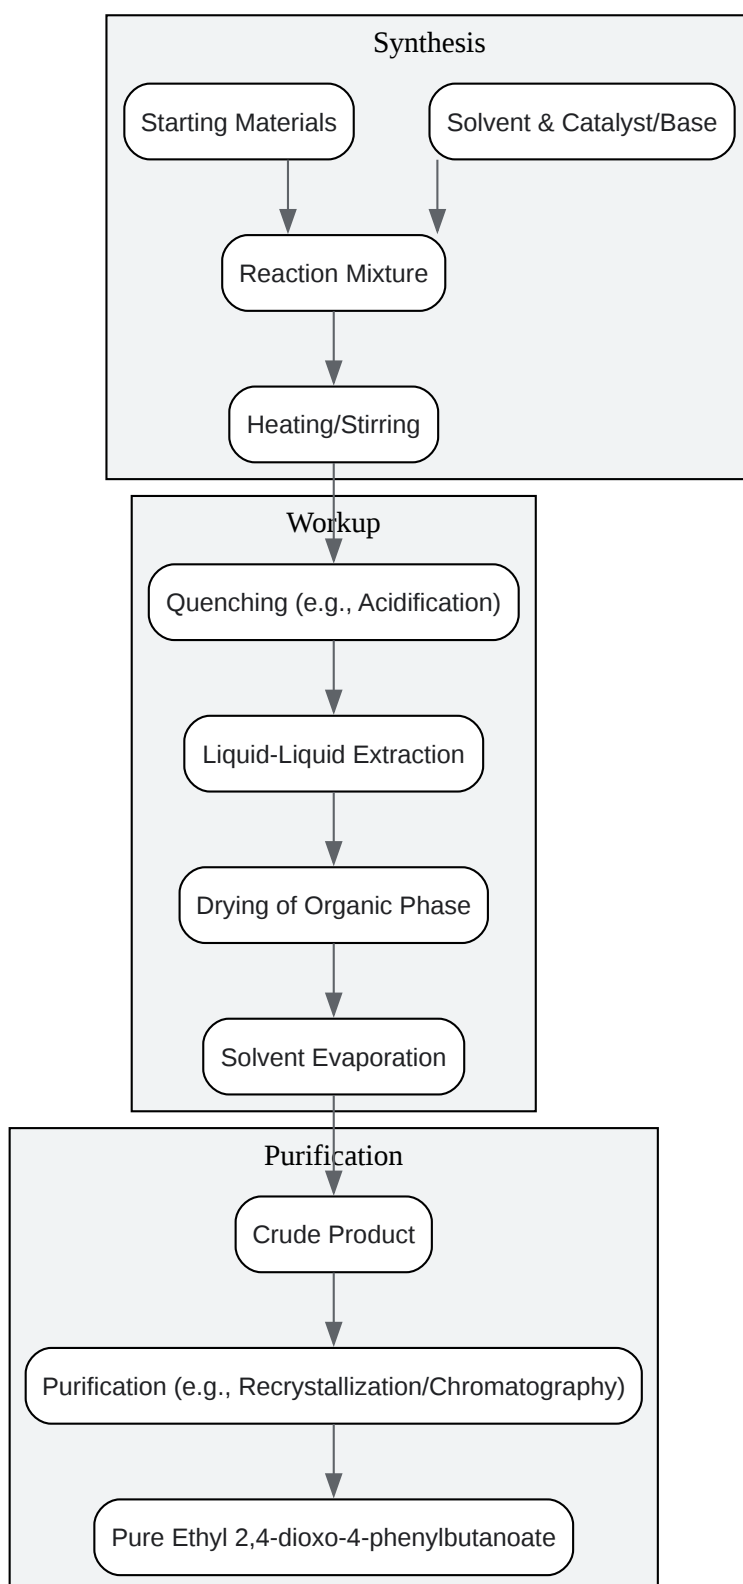 Synthesis
Starting Materials
Solvent & Catalyst/Base
Reaction Mixture
Heating/Stirring
Workup
Quenching (e.g., Acidification)
Liquid-Liquid Extraction
Drying of Organic Phase
Solvent Evaporation
Purification
Crude Product
Purification (e.g., Recrystallization/Chromatography)
Pure Ethyl 2,4-dioxo-4-phenylbutanoate